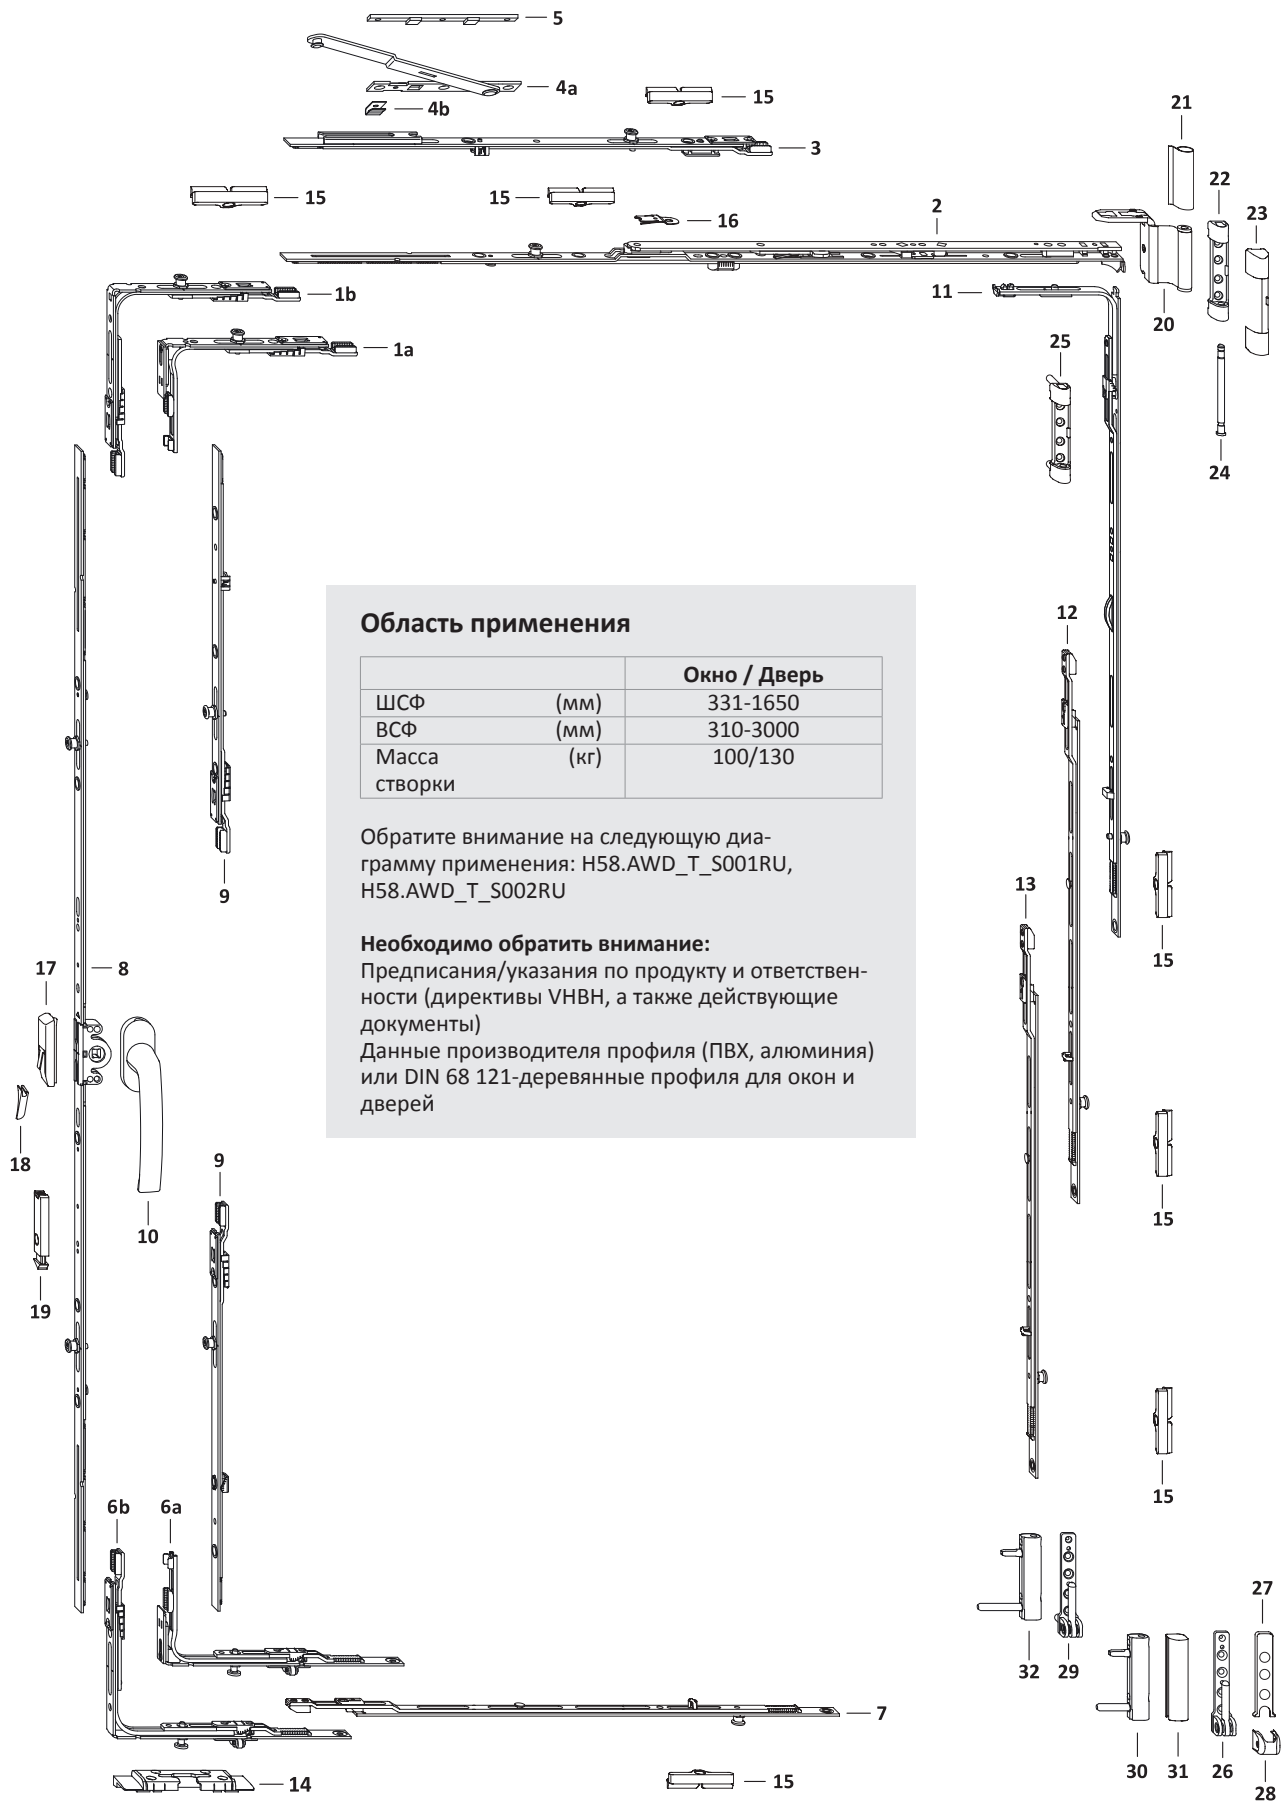 5
4a
15
4b
21
3
22
15
15
2
23
16
1b
11
20
25
1a
24
Область применения
Окно / Дверь
ШСФ (мм) 331-1650
ВСФ (мм) 310-3000
Масса (кг) 100/130
створки
12
Обратите внимание на следующую диа-
грамму применения: H58.AWD_T_S001RU,
H58.AWD_T_S002RU
9
13
Необходимо обратить внимание:
Предписания/указания по продукту и ответствен-
ности (директивы VHBH, а также действующие
документы)
Данные производителя профиля (ПВХ, алюминия)
или DIN 68 121-деревянные профиля для окон и
дверей
17
8
15
18
9
10
15
19
15
6b
6a
27
32
29
7
30
31
26
14
15
28